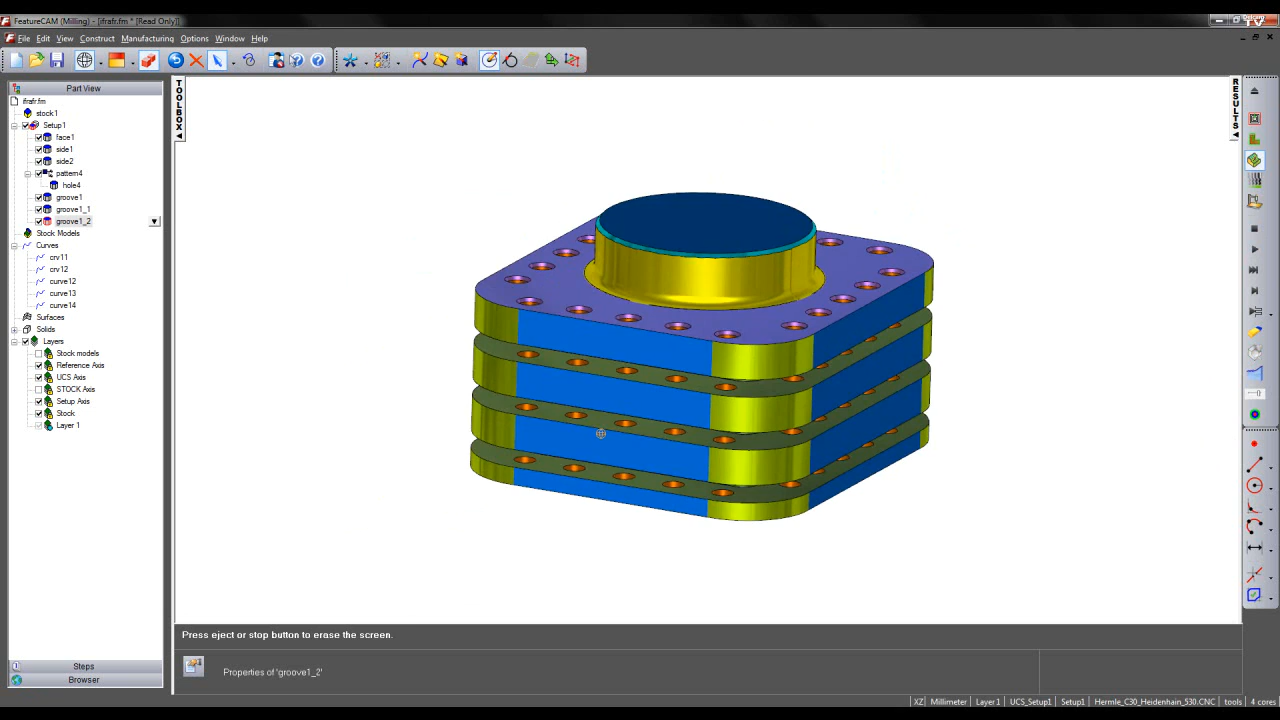 FeatureCAM (Milling) - [ifrafr.fm * [Read Only]]
TV
File Edit View Construct Manufacturing Options Window Help
Part View
ifrafr.fm
stock1
Setup1
face1
side1
side2
pattern4
hole4
groove1
groove1_1
groove1_2
Stock Models
Curves
crv11
crv12
curve12
curve13
curve14
Surfaces
Solids
Layers
Stock models
Reference Axis
UCS Axis
STOCK Axis
Setup Axis
Stock
Layer 1
Steps
Browser
TOOLBOX
RESULTS
Press eject or stop button to erase the screen.
Properties of 'groove1_2'
XZ Millimeter Layer 1 UCS_Setup1 Setup1 Hermle_C30_Heidenhain_530.CNC tools 4 cores